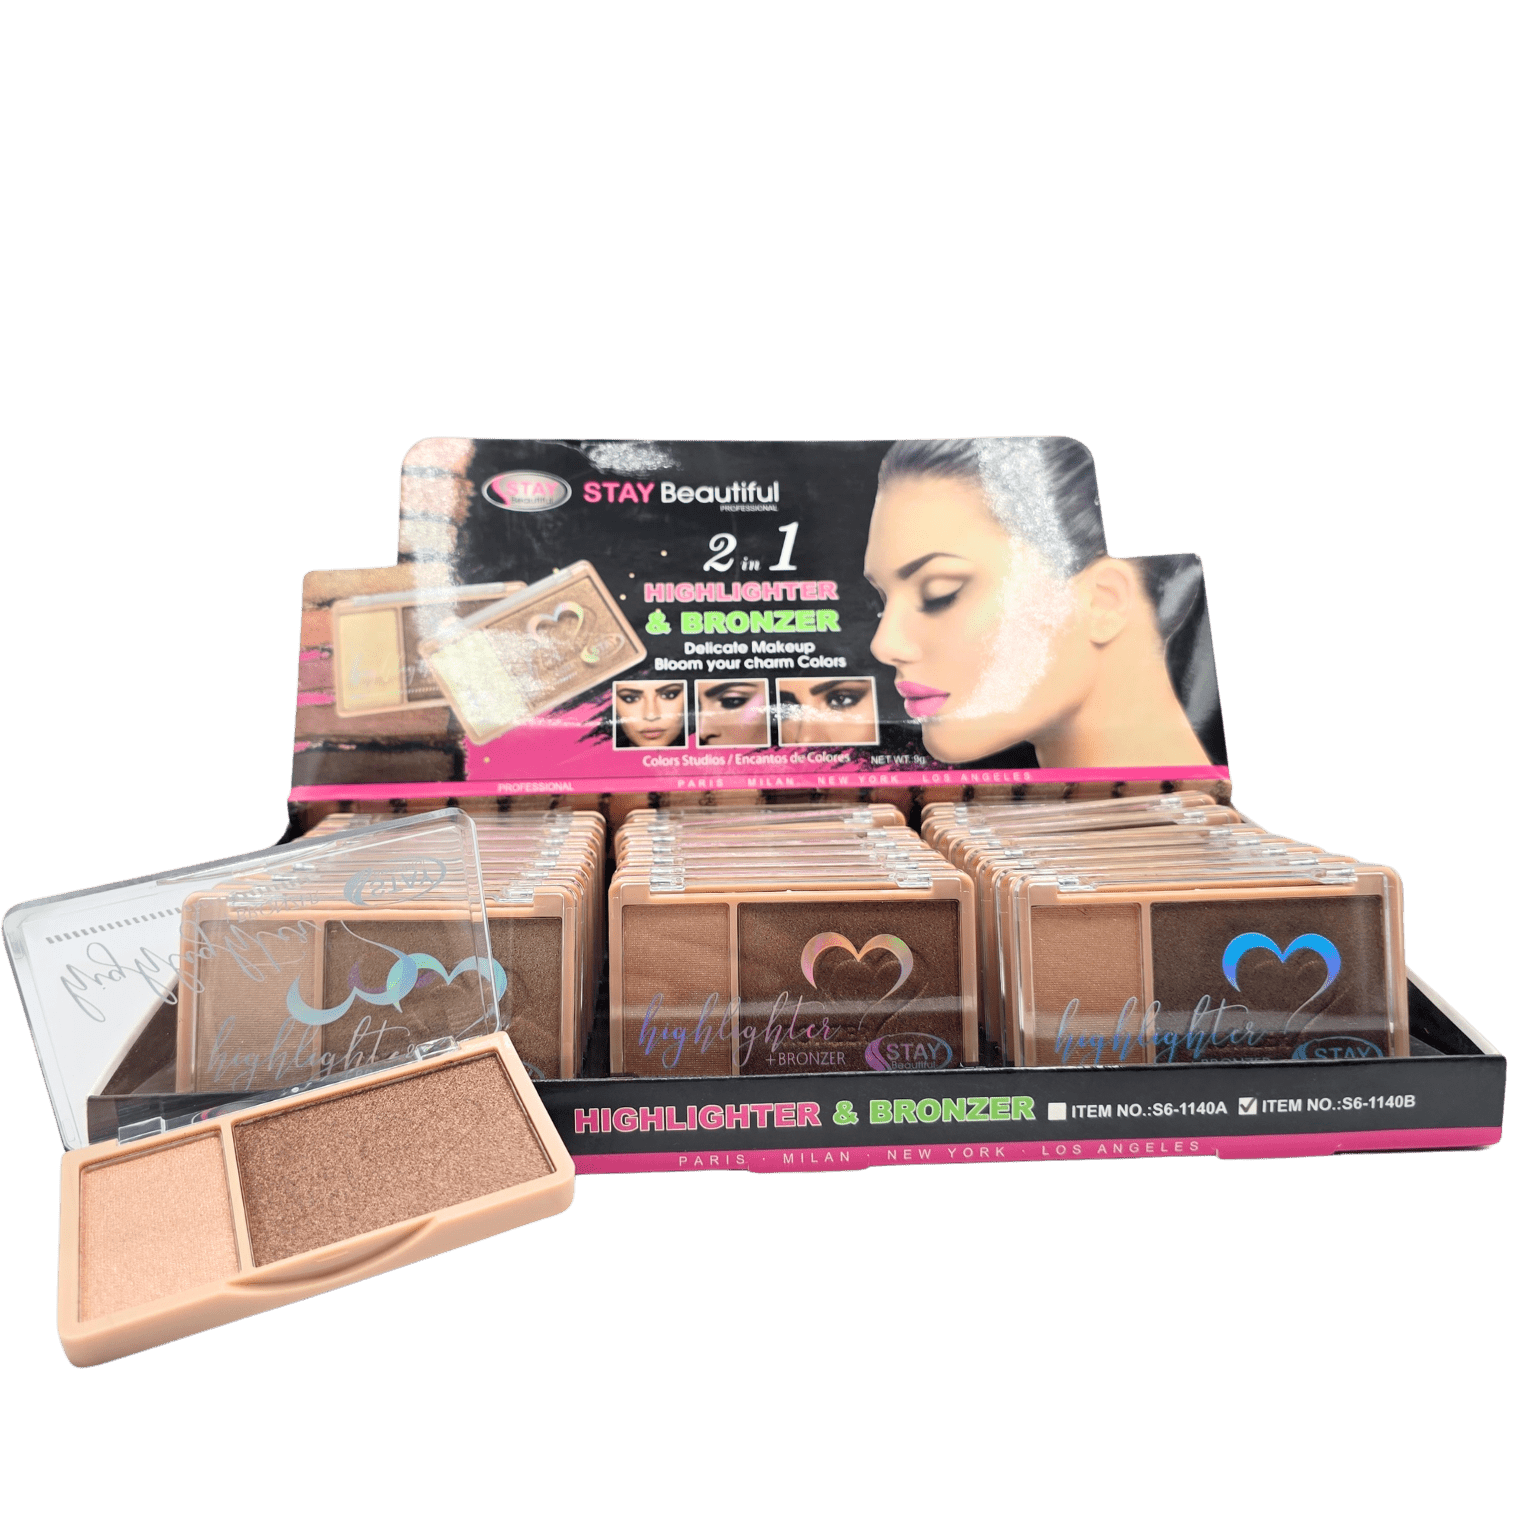 STAY
Beautiful
STAY Beautiful
PROFESSIONAL
2 in 1
HIGHLIGHTER
& BRONZER
Delicate Makeup
Bloom your charm Colors
Colors Studios / Encantos de Colores
NET WT. 9g
PROFESSIONAL
PARIS · MILAN · NEW YORK · LOS ANGELES
highlighter
highlighter
highlighter
+ BRONZER
STAY
Beautiful
highlighter
BRONZER
STAY
HIGHLIGHTER & BRONZER ITEM NO.:S6-1140A ITEM NO.:S6-1140B
PARIS · MILAN · NEW YORK · LOS ANGELES